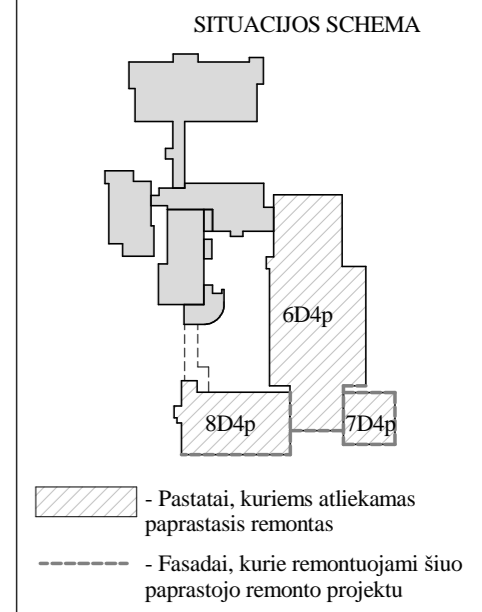 SITUACIJOS SCHEMA
6D4p
8D4p 7D4p
- Pastatai, kuriems atliekamas
paprastasis remontas
- Fasadai, kurie remontuojami šiuo
paprastojo remonto projektu